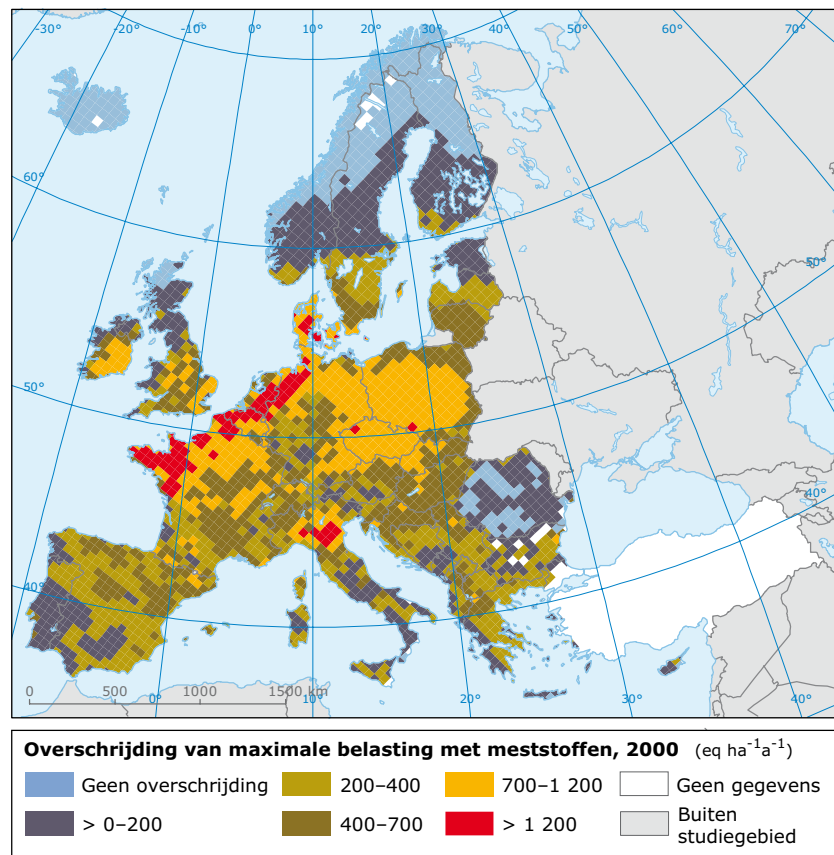 -30° -20° -10° 0° 10° 20° 30° 40° 50° 60° 70°
60°
50°
50°
40°
40°
0 500 1000 1500 km
0° 10° 20° 30° 40°
Overschrijding van maximale belasting met meststoffen, 2000 (eq ha⁻¹a⁻¹)
Geen overschrijding
200–400
700–1 200
Geen gegevens
> 0–200
400–700
> 1 200
Buiten
studiegebied